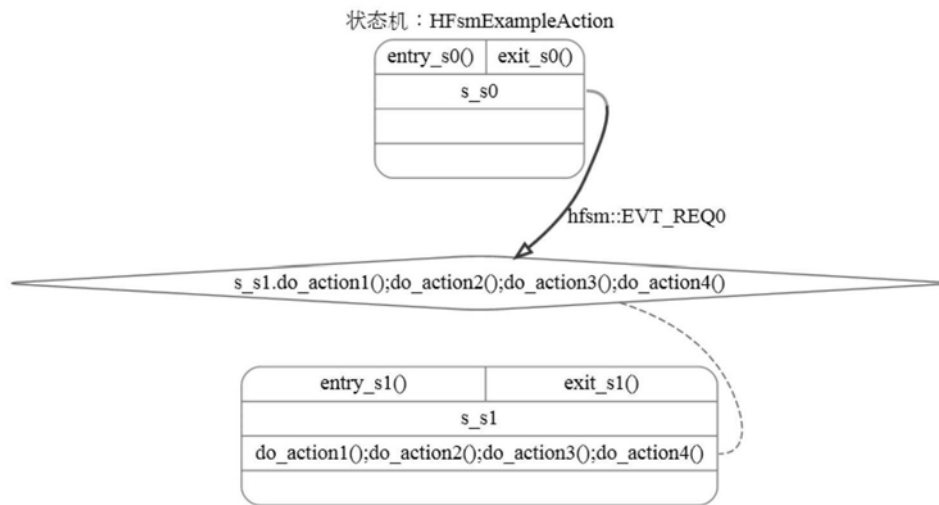 状态机：HFsmExampleAction
entry_s0() exit_s0()
s_s0
hfsm::EVT_REQ0
s_s1.do_action1();do_action2();do_action3();do_action4()
entry_s1() exit_s1()
s_s1
do_action1();do_action2();do_action3();do_action4()